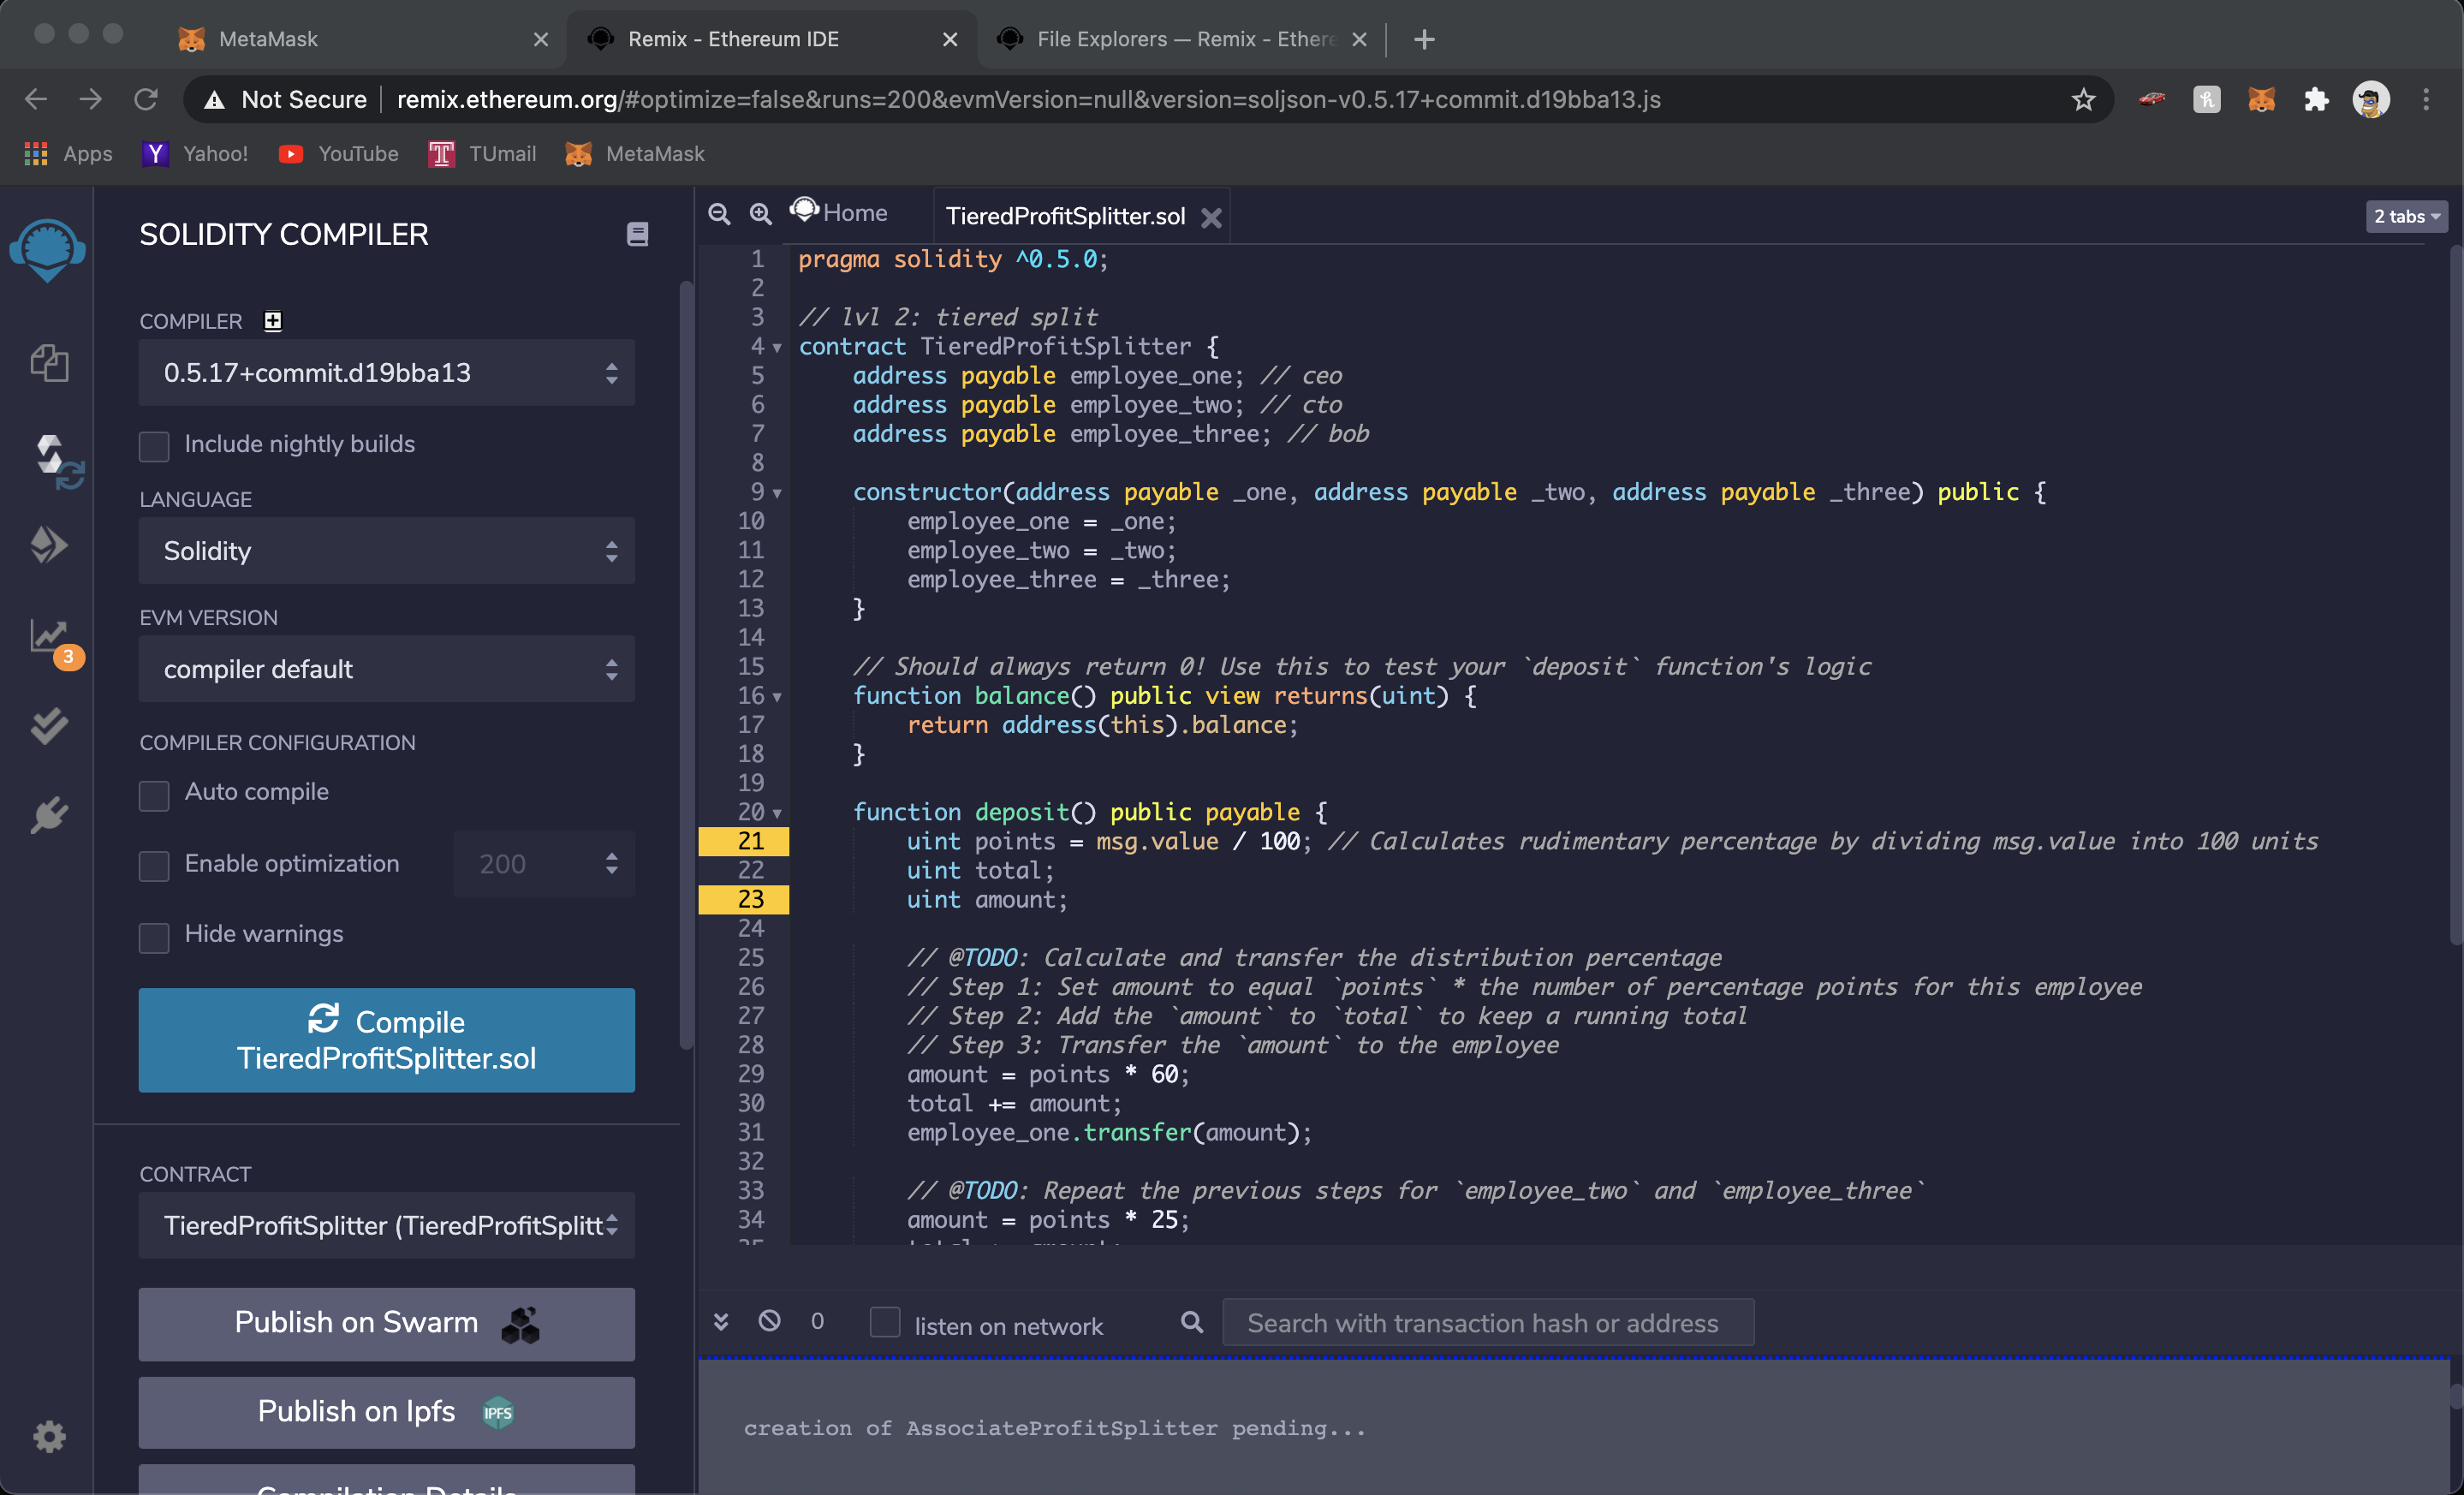 MetaMask
Remix - Ethereum IDE
File Explorers — Remix - Ethere
Not Secure
remix.ethereum.org/#optimize=false&runs=200&evmVersion=null&version=soljson-v0.5.17+commit.d19bba13.js
Apps
Yahoo!
YouTube
TUmail
MetaMask
SOLIDITY COMPILER
COMPILER
0.5.17+commit.d19bba13
Include nightly builds
LANGUAGE
Solidity
EVM VERSION
compiler default
COMPILER CONFIGURATION
Auto compile
Enable optimization
200
Hide warnings
Compile
TieredProfitSplitter.sol
CONTRACT
TieredProfitSplitter (TieredProfitSplitt
Publish on Swarm
Publish on Ipfs
IPFS
Compilation Details
3
Home
TieredProfitSplitter.sol
2 tabs
1 pragma solidity ^0.5.0;
2
3 // lvl 2: tiered split
4 contract TieredProfitSplitter {
5 address payable employee_one; // ceo
6 address payable employee_two; // cto
7 address payable employee_three; // bob
8
9 constructor(address payable _one, address payable _two, address payable _three) public {
10 employee_one = _one;
11 employee_two = _two;
12 employee_three = _three;
13 }
14
15 // Should always return 0! Use this to test your `deposit` function's logic
16 function balance() public view returns(uint) {
17 return address(this).balance;
18 }
19
20 function deposit() public payable {
21 uint points = msg.value / 100; // Calculates rudimentary percentage by dividing msg.value into 100 units
22 uint total;
23 uint amount;
24
25 // @TODO: Calculate and transfer the distribution percentage
26 // Step 1: Set amount to equal `points` * the number of percentage points for this employee
27 // Step 2: Add the `amount` to `total` to keep a running total
28 // Step 3: Transfer the `amount` to the employee
29 amount = points * 60;
30 total += amount;
31 employee_one.transfer(amount);
32
33 // @TODO: Repeat the previous steps for `employee_two` and `employee_three`
34 amount = points * 25;
0
listen on network
Search with transaction hash or address
creation of AssociateProfitSplitter pending...